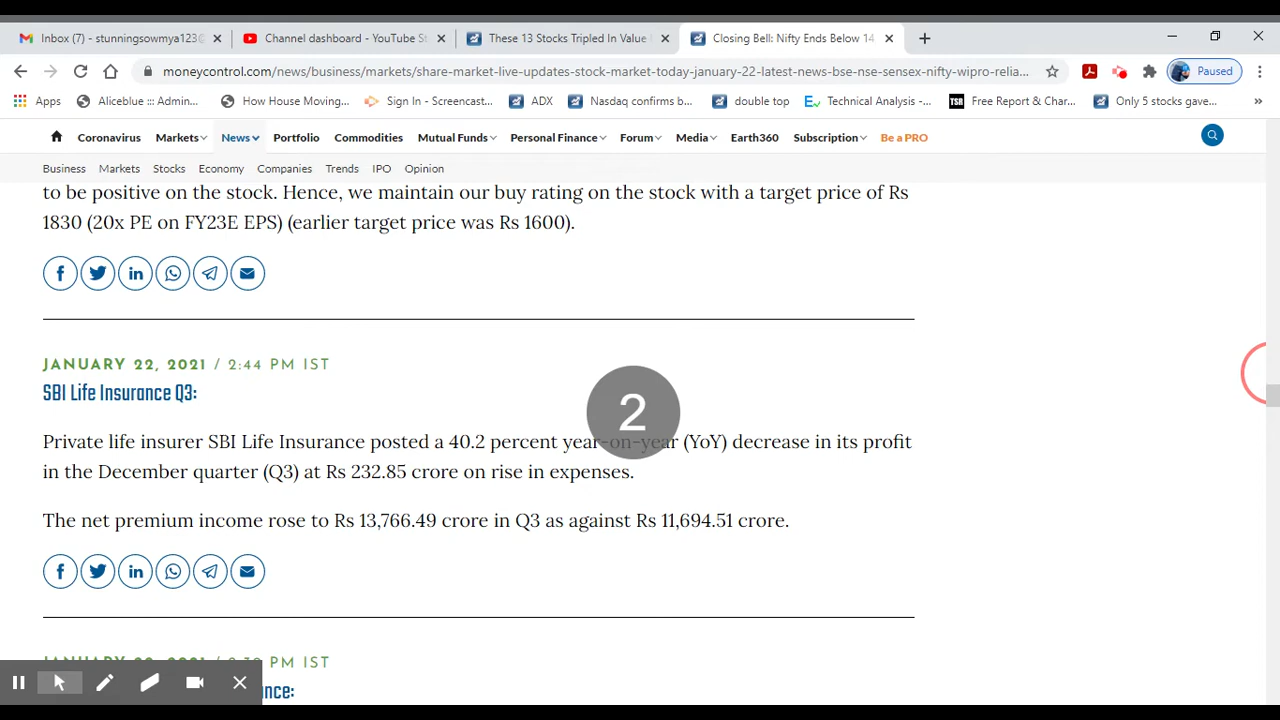 Inbox (7) - stunningsowmya123@
Channel dashboard - YouTube St
These 13 Stocks Tripled In Value
Closing Bell: Nifty Ends Below 14
moneycontrol.com/news/business/markets/share-market-live-updates-stock-market-today-january-22-latest-news-bse-nse-sensex-nifty-wipro-relia...
Paused
Apps
Aliceblue ::: Admin...
How House Moving...
Sign In - Screencast...
ADX
Nasdaq confirms b...
double top
Technical Analysis -...
TSR
Free Report & Char...
Only 5 stocks gave...
»
Coronavirus Markets News Portfolio Commodities Mutual Funds Personal Finance Forum Media Earth360 Subscription Be a PRO
Business Markets Stocks Economy Companies Trends IPO Opinion
to be positive on the stock. Hence, we maintain our buy rating on the stock with a target price of Rs
1830 (20x PE on FY23E EPS) (earlier target price was Rs 1600).
JANUARY 22, 2021 / 2:44 PM IST
SBI Life Insurance Q3:
2
Private life insurer SBI Life Insurance posted a 40.2 percent year-on-year (YoY) decrease in its profit
in the December quarter (Q3) at Rs 232.85 crore on rise in expenses.
The net premium income rose to Rs 13,766.49 crore in Q3 as against Rs 11,694.51 crore.
PM IST